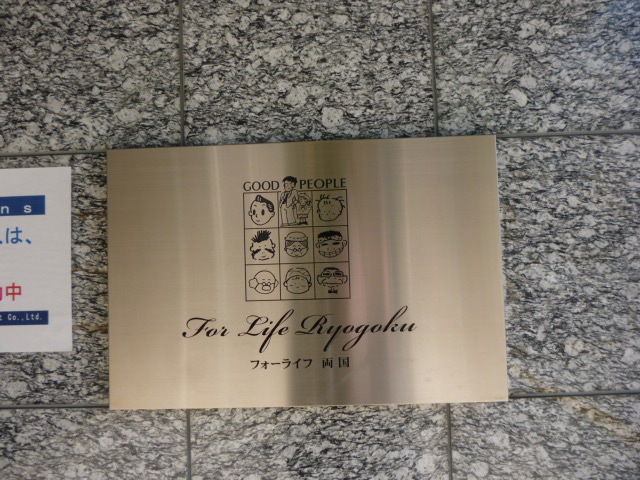 GOOD PEOPLE
For Life Ryogoku
フォーライフ 両国
ns
は、
中
t Co.,Ltd.